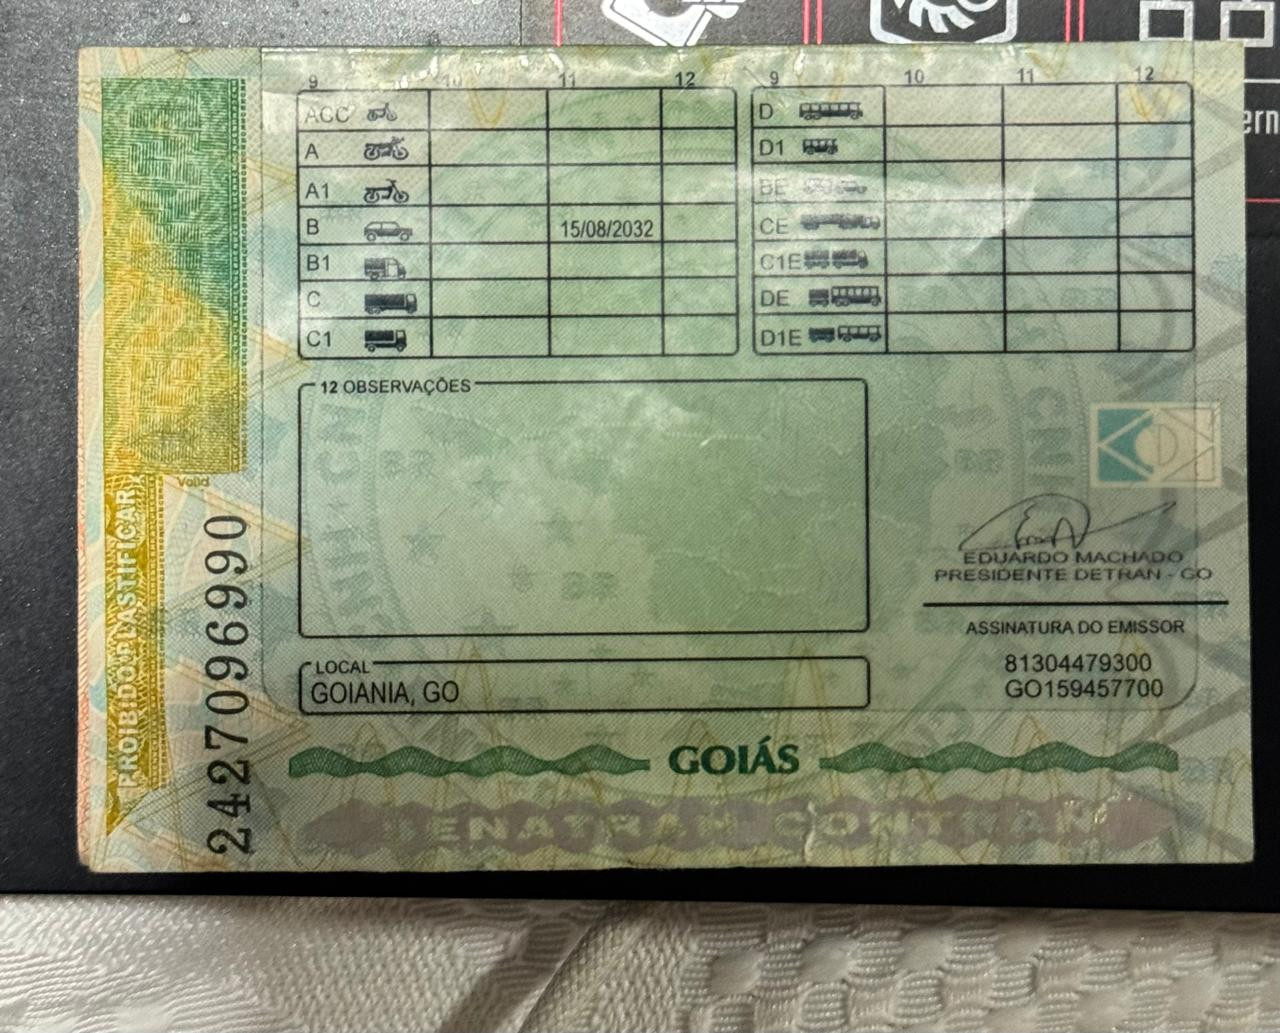 9 10 11 12
ACC
A
A1
B 15/08/2032
B1
C
C1
9 10 11 12
D
D1
BE
CE
C1E
DE
D1E
12 OBSERVAÇÕES
LOCAL
GOIANIA, GO
EDUARDO MACHADO
PRESIDENTE DETRAN - GO
ASSINATURA DO EMISSOR
81304479300
GO159457700
GOIÁS
DENATRAN CONTRAN
PROIBIDO PLASTIFICAR
2427096990
Valid
ern